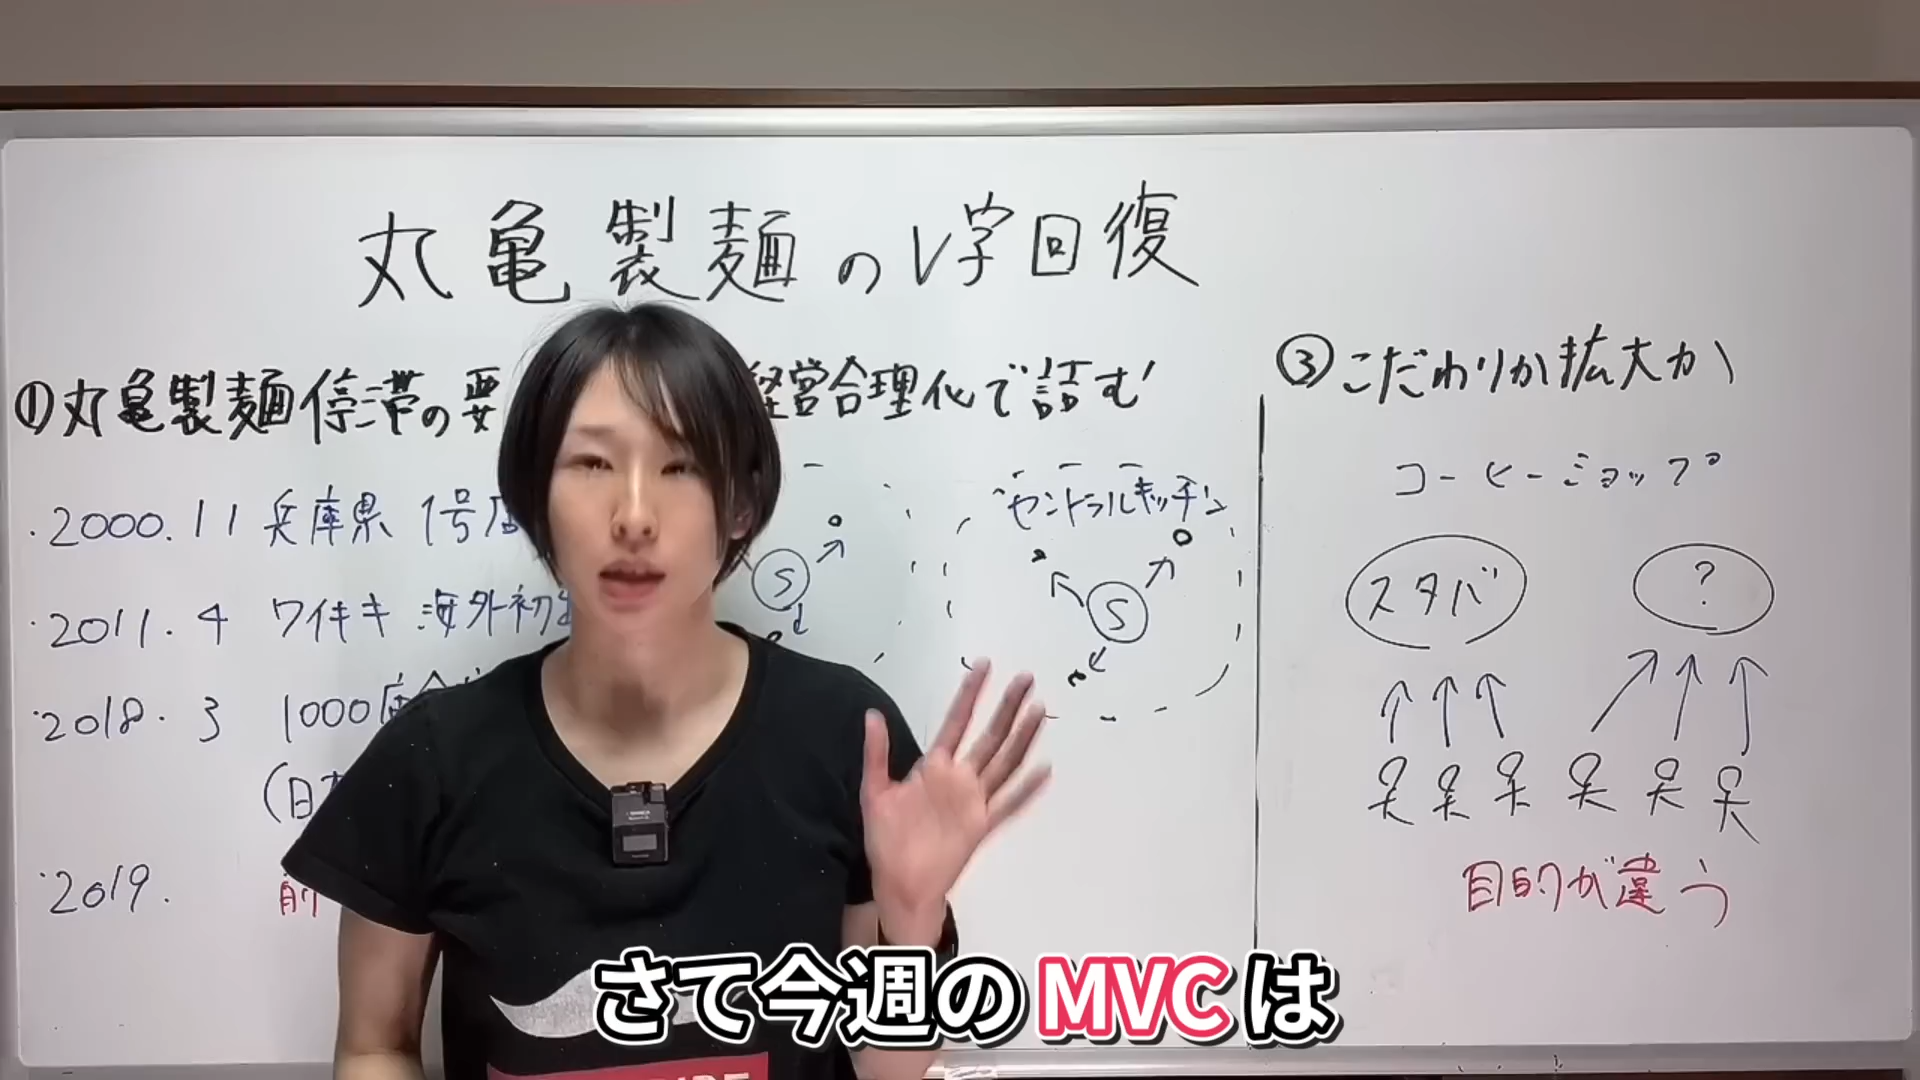 丸亀製麺のV字回復
①丸亀製麺停滞の要
経営合理化で詰む
・2000.11 兵庫県 1号店
・2011.4 ワイキキ 海外初出
・2018.3 1000店
(日本
・2019. 前
セントラルキッチン
S
S
③こだわりか拡大か
コーヒーショップ
スタバ
?
目的が違う
さて今週のMVCは